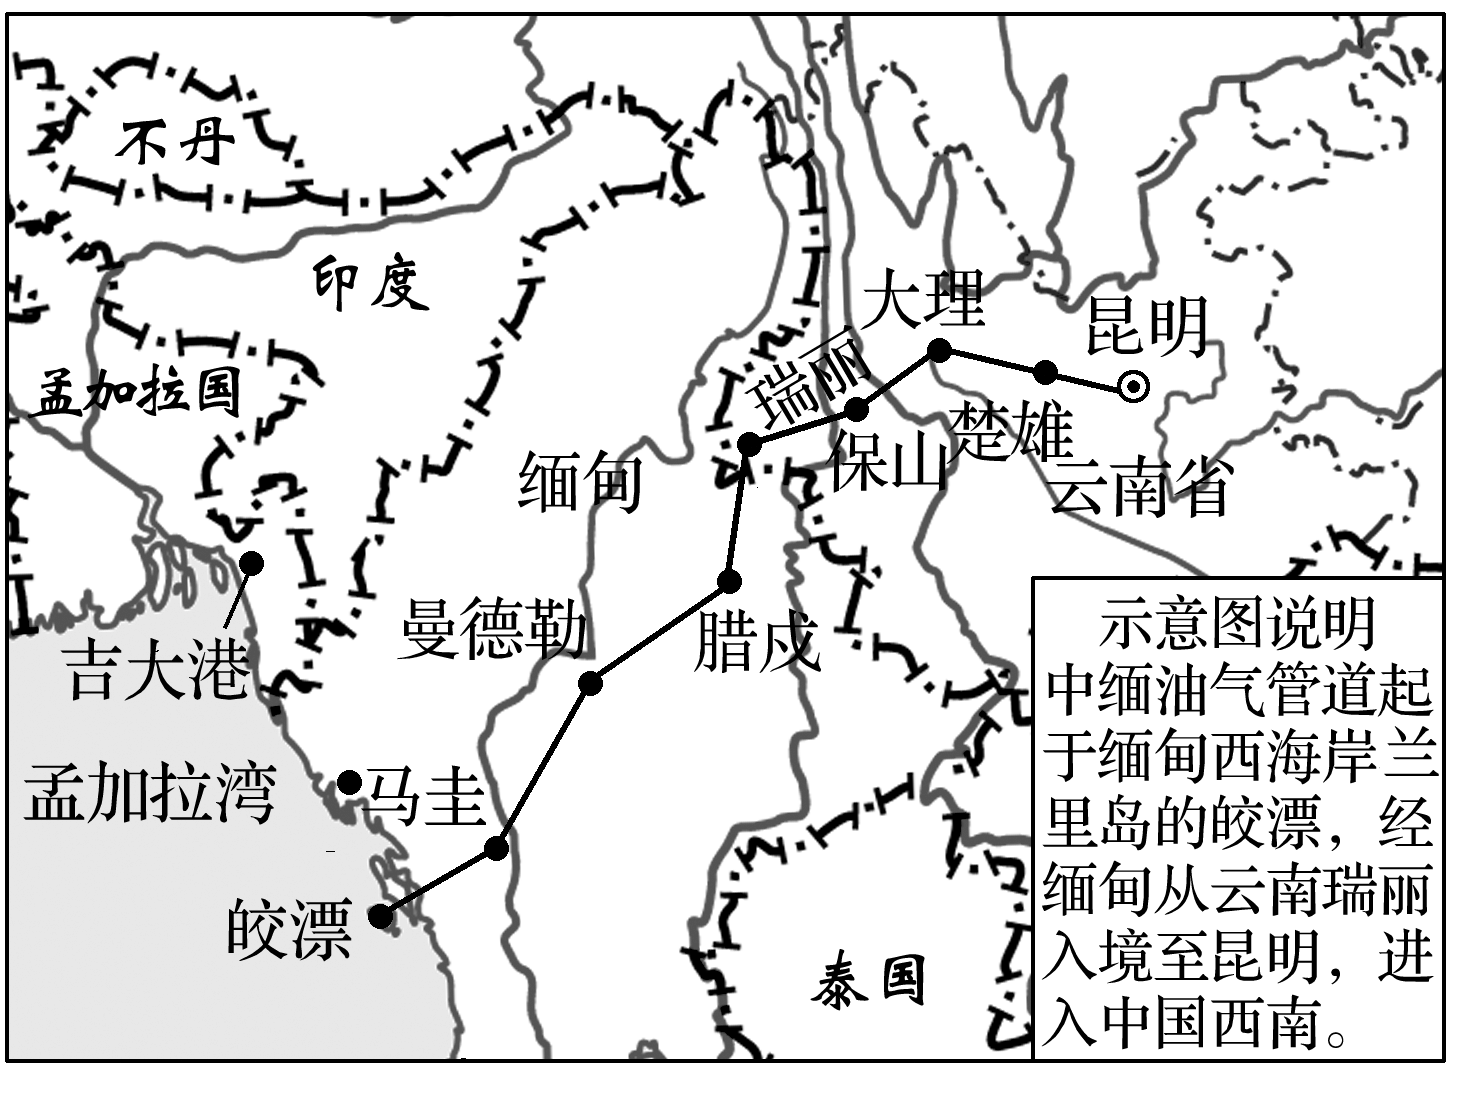 不丹
印度
孟加拉国
大理
昆明
瑞丽
保山
楚雄
云南省
缅甸
曼德勒
腊戌
吉大港
孟加拉湾
马圭
皎漂
泰国
示意图说明
中缅油气管道起
于缅甸西海岸兰
里岛的皎漂，经
缅甸从云南瑞丽
入境至昆明，进
入中国西南。